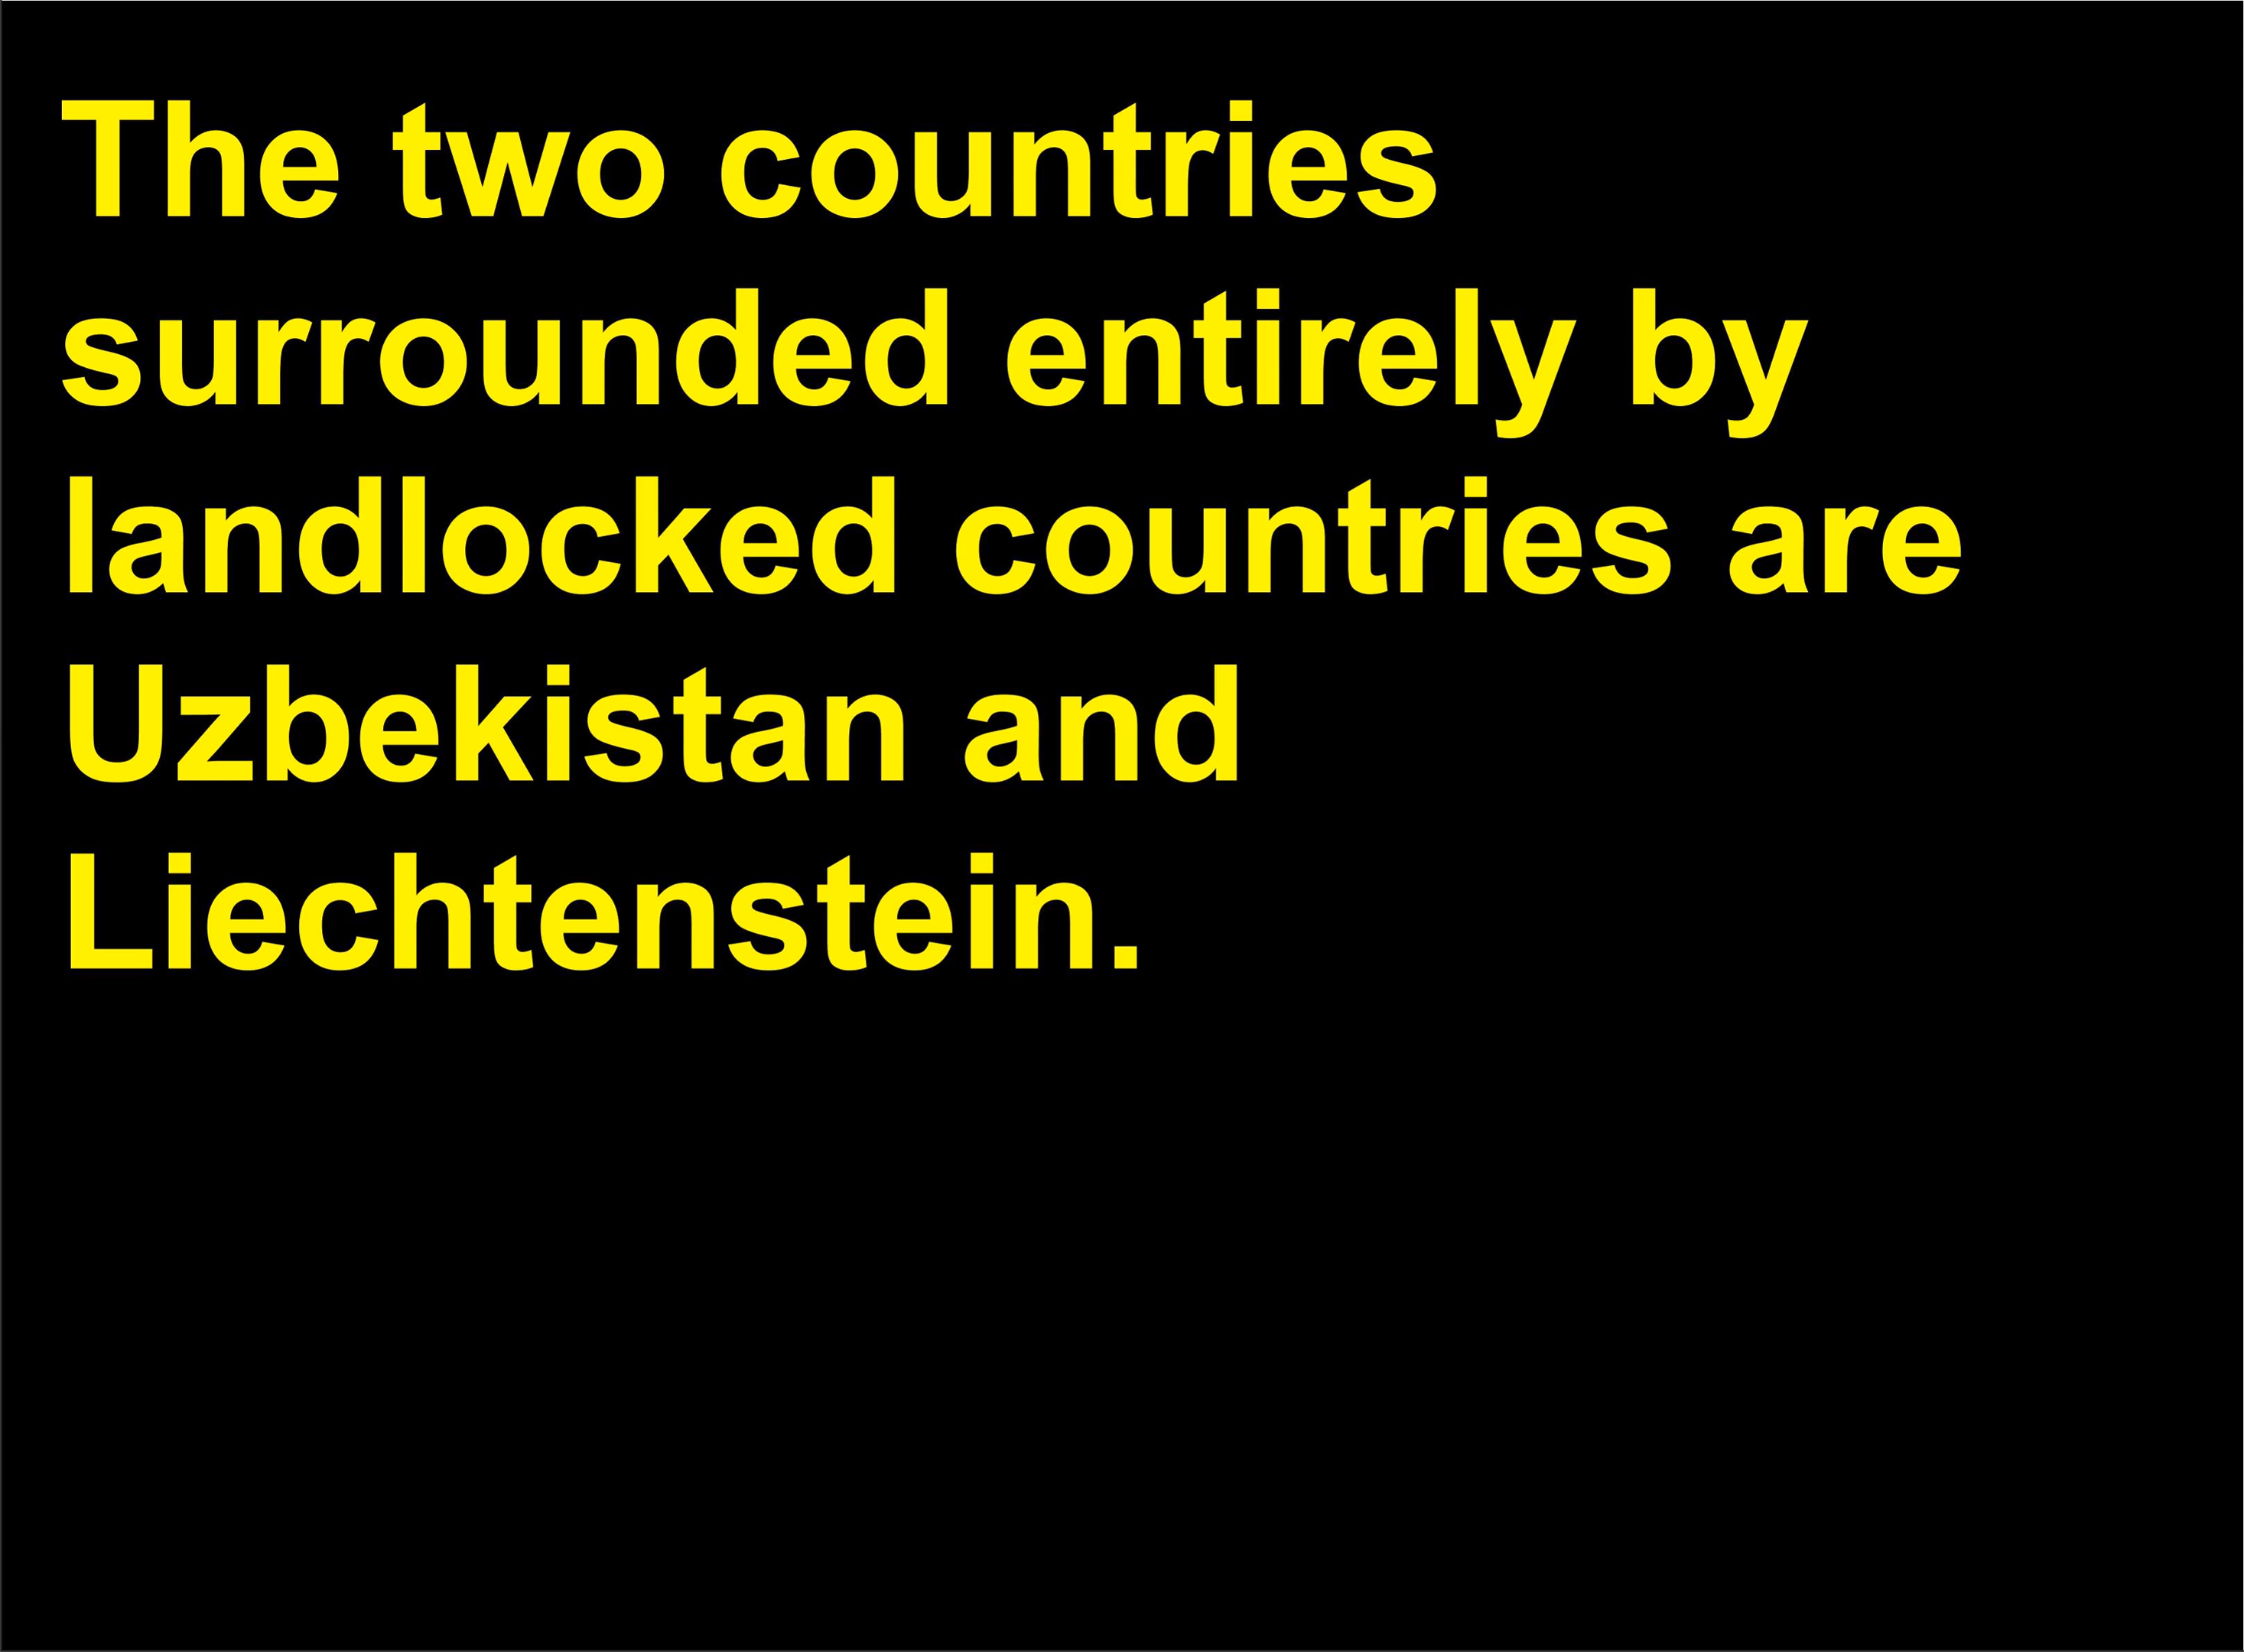 The two countries
surrounded entirely by
landlocked countries are
Uzbekistan and
Liechtenstein.